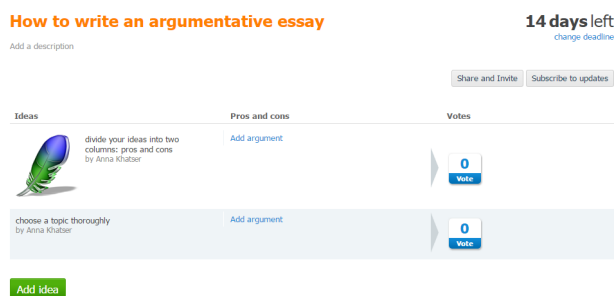 How to write an argumentative essay
14 days left
change deadline
Add a description
Share and Invite Subscribe to updates
Ideas Pros and cons Votes
divide your ideas into two
columns: pros and cons
by Anna Khatser
Add argument
0
Vote
choose a topic thoroughly
by Anna Khatser
Add argument
0
Vote
Add idea